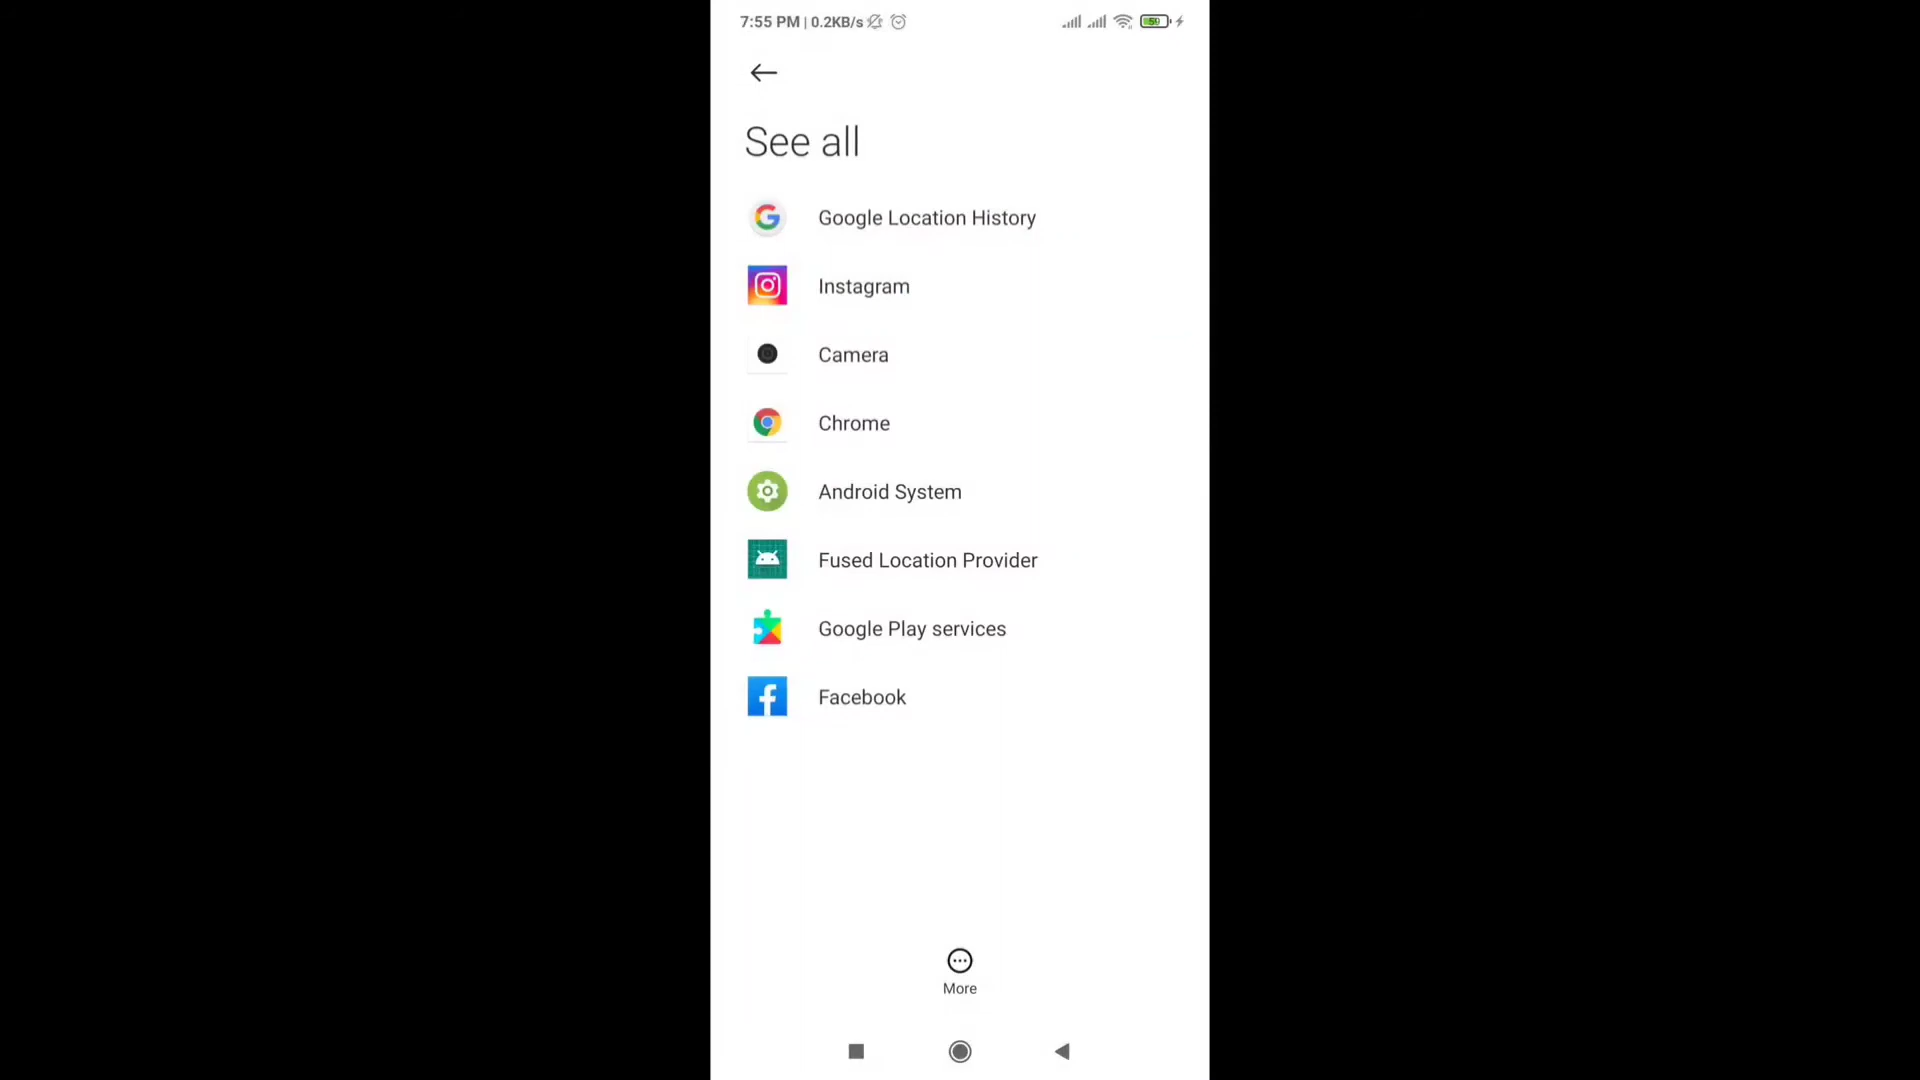 7:55 PM | 0.2KB/s
See all
Google Location History
Instagram
Camera
Chrome
Android System
Fused Location Provider
Google Play services
Facebook
More